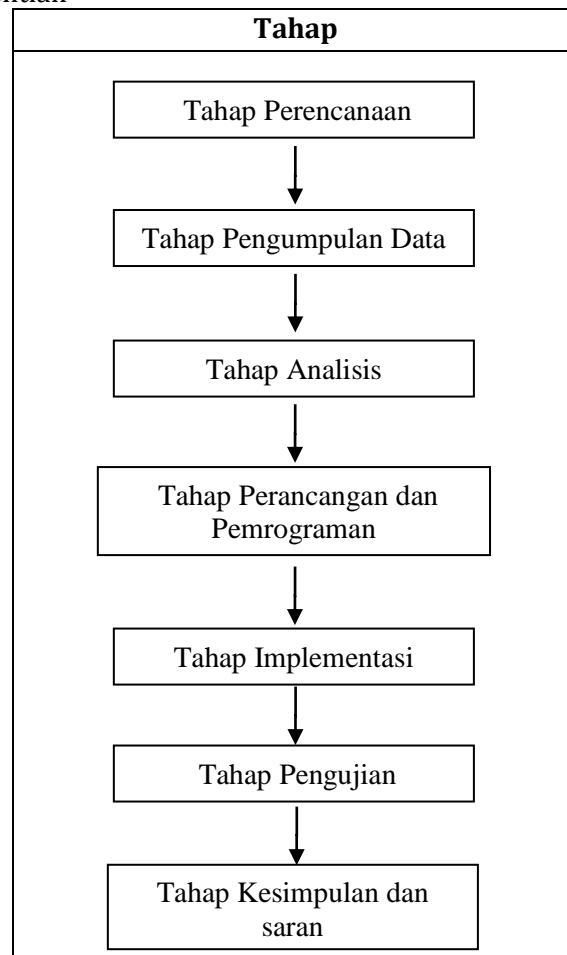 Tahap
Tahap Perencanaan
Tahap Pengumpulan Data
Tahap Analisis
Tahap Perancangan dan
Pemrograman
Tahap Implementasi
Tahap Pengujian
Tahap Kesimpulan dan
saran